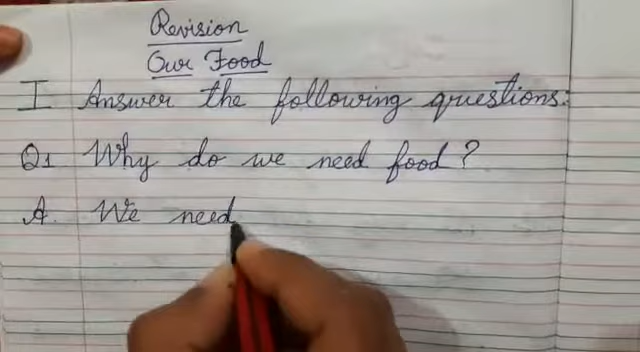 Revision
Our Food
I Answer the following questions:
Q1 Why do we need food?
A. We need